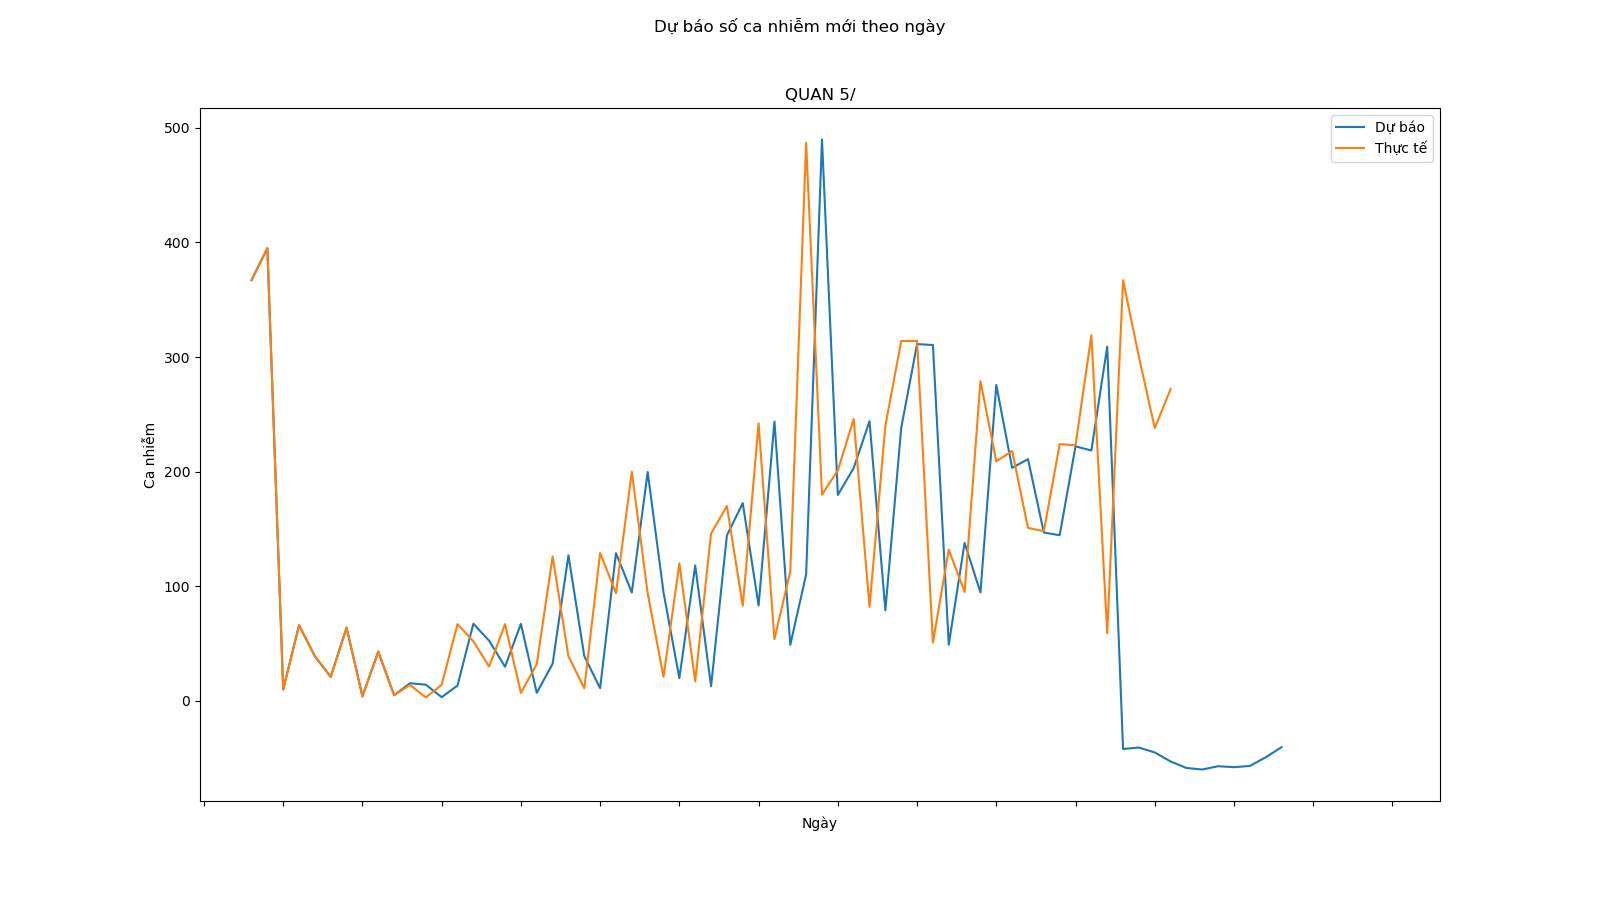 Dự báo số ca nhiễm mới theo ngày
QUAN 5/
Dự báo
Thực tế
500
400
300
200
100
0
Ca nhiễm
Ngày